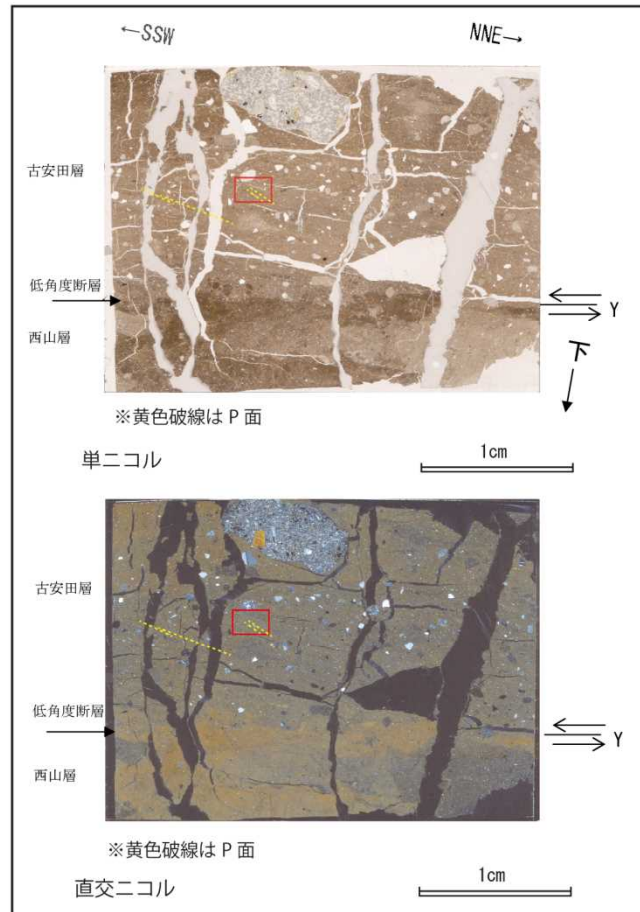 ←SSW
NNE→
古安田層
低角度断層
西山層
Y
下
※黄色破線は P 面
単ニコル
1cm
古安田層
低角度断層
西山層
Y
※黄色破線は P 面
直交ニコル
1cm